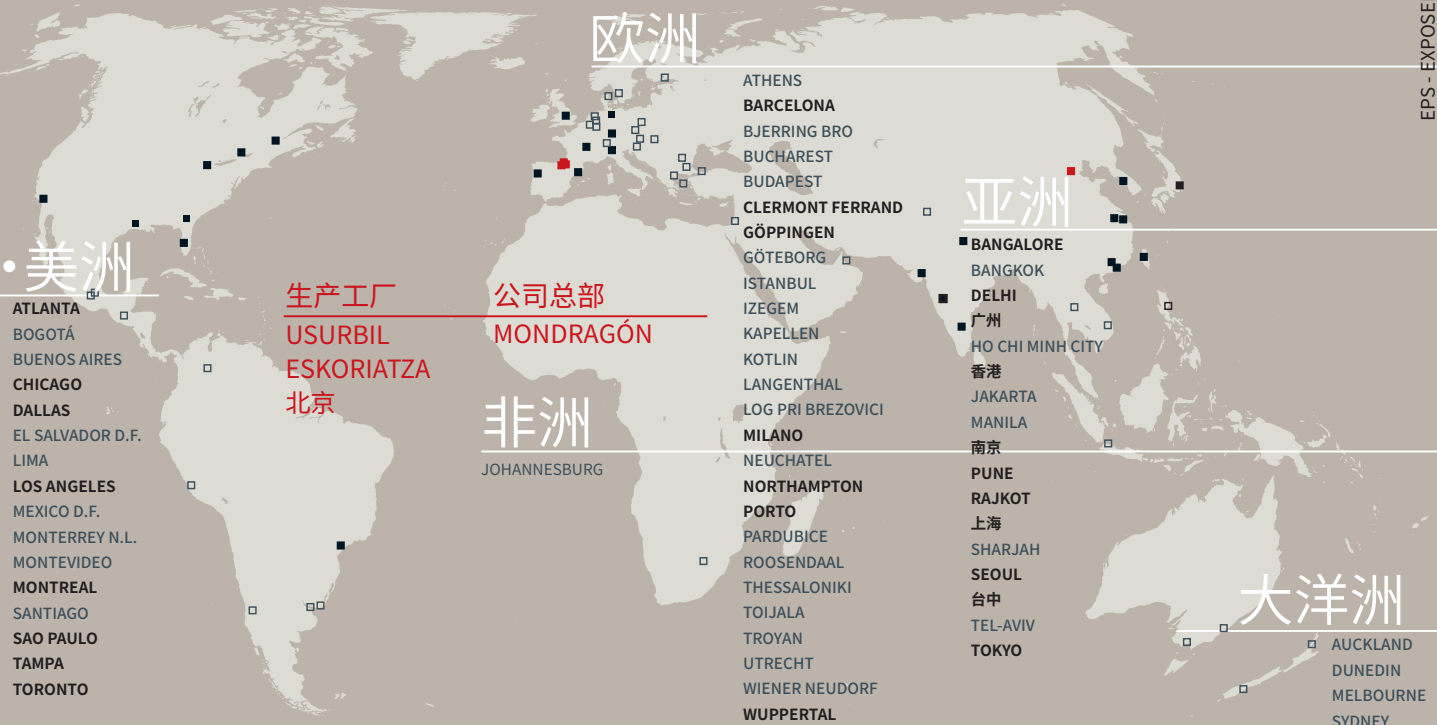 EPS - EXPOSE
欧洲
ATHENS
BARCELONA
BJERRING BRO
BUCHAREST
BUDAPEST
CLERMONT FERRAND
GÖPPINGEN
GÖTEBORG
ISTANBUL
IZEGEM
KAPELLEN
KOTLIN
LANGENTHAL
LOG PRI BREZOVICI
MILANO
NEUCHATEL
NORTHAMPTON
PORTO
PARDUBICE
ROOSENDAAL
THESSALONIKI
TOIJALA
TROYAN
UTRECHT
WIENER NEUDORF
WUPPERTAL
亚洲
BANGALORE
BANGKOK
DELHI
广州
HO CHI MINH CITY
香港
JAKARTA
MANILA
南京
PUNE
RAJKOT
上海
SHARJAH
SEOUL
台中
TEL-AVIV
TOKYO
•美洲
ATLANTA
BOGOTÁ
BUENOS AIRES
CHICAGO
DALLAS
EL SALVADOR D.F.
LIMA
LOS ANGELES
MEXICO D.F.
MONTERREY N.L.
MONTEVIDEO
MONTREAL
SANTIAGO
SAO PAULO
TAMPA
TORONTO
生产工厂
USURBIL
ESKORIATZA
北京
公司总部
MONDRAGÓN
非洲
JOHANNESBURG
大洋洲
AUCKLAND
DUNEDIN
MELBOURNE
SYDNEY